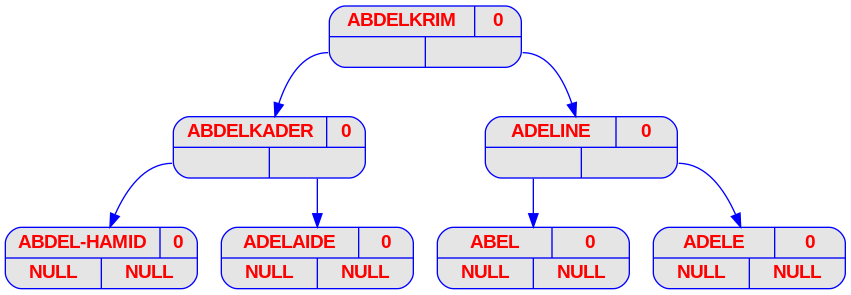 ABDELKRIM 0
ABDELKADER 0
ADELINE 0
ABDEL-HAMID 0
NULL NULL
ADELAIDE 0
NULL NULL
ABEL 0
NULL NULL
ADELE 0
NULL NULL